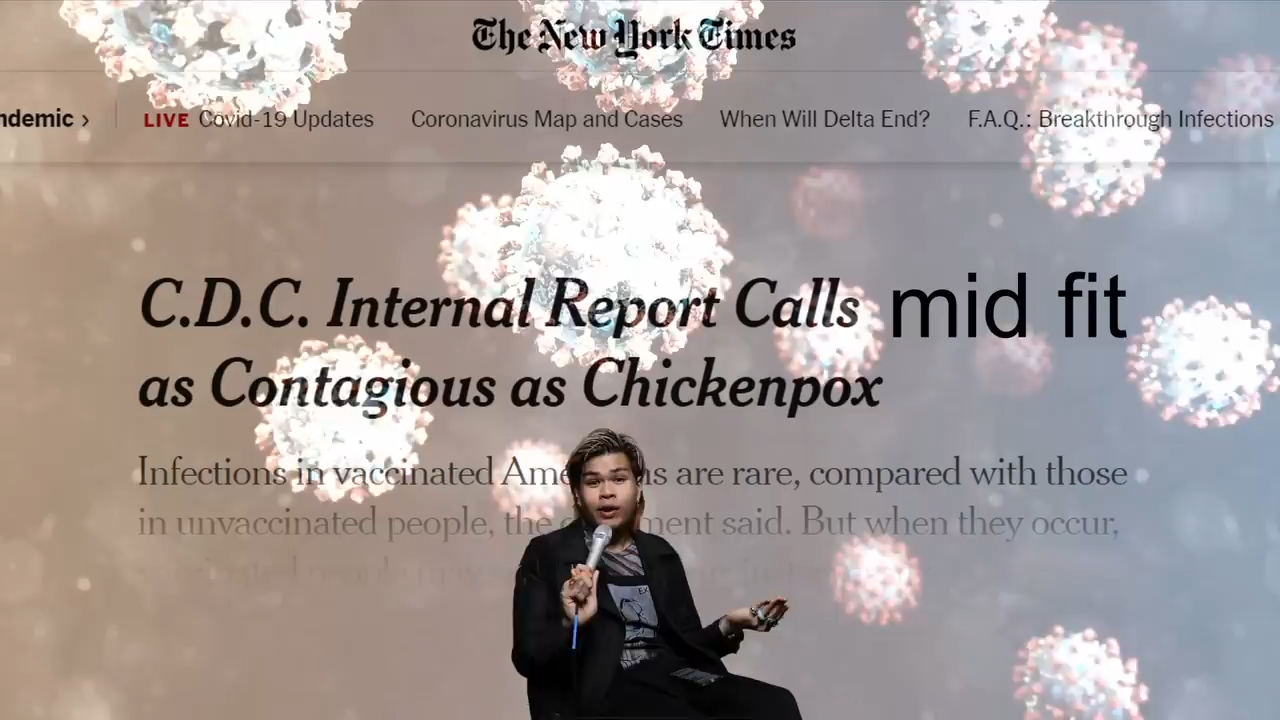 The New York Times
ndemic › LIVE Covid-19 Updates Coronavirus Map and Cases When Will Delta End? F.A.Q.: Breakthrough Infections
C.D.C. Internal Report Calls mid fit
as Contagious as Chickenpox
Infections in vaccinated Ame ns are rare, compared with those
in unvaccinated people, the ment said. But when they occur,
EX